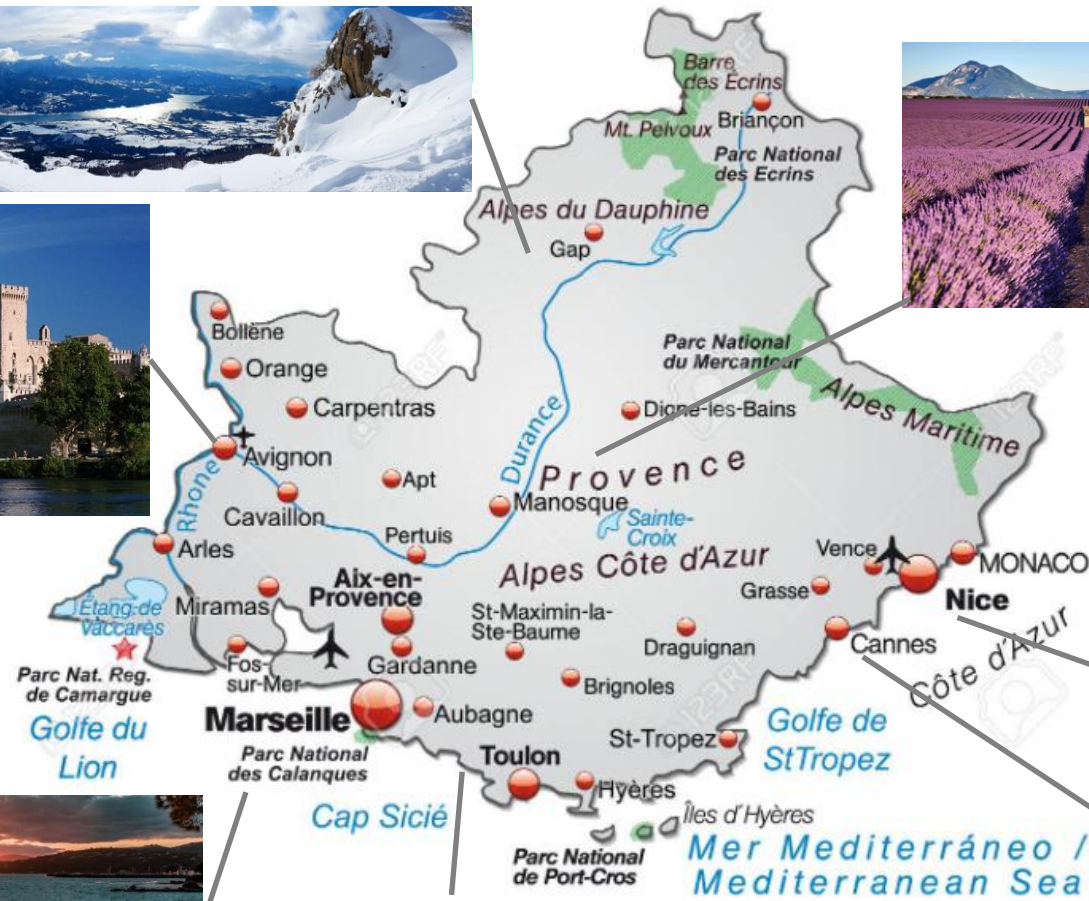 Barre
des Ecrins
Briançon
Mt. Pelvoux
Parc National
des Ecrins
Alpes du Dauphine
Gap
Bollène
Orange
Carpentras
Parc National
du Mercantour
Digne-les-Bains
Alpes Maritime
Durance
Avignon
Rhone
Apt
Provence
Manosque
Cavaillon
Sainte-
Croix
Pertuis
Arles
Alpes Côte d'Azur
Vence
MONACO
Aix-en-
Provence
Étang-de
Vaccarès
Miramas
St-Maximin-la-
Ste-Baume
Grasse
Nice
Draguignan
Cannes
Côte d'Azur
Fos-
sur-Mer
Gardanne
Parc Nat. Reg.
de Camargue
Brignoles
Marseille
Aubagne
Golfe du
Lion
Golfe de
StTropez
St-Tropez
Parc National
des Calanques
Toulon
Hyères
Cap Sicié
Îles d'Hyères
Parc National
de Port-Cros
Mer Mediterráneo /
Mediterranean Sea
123RF